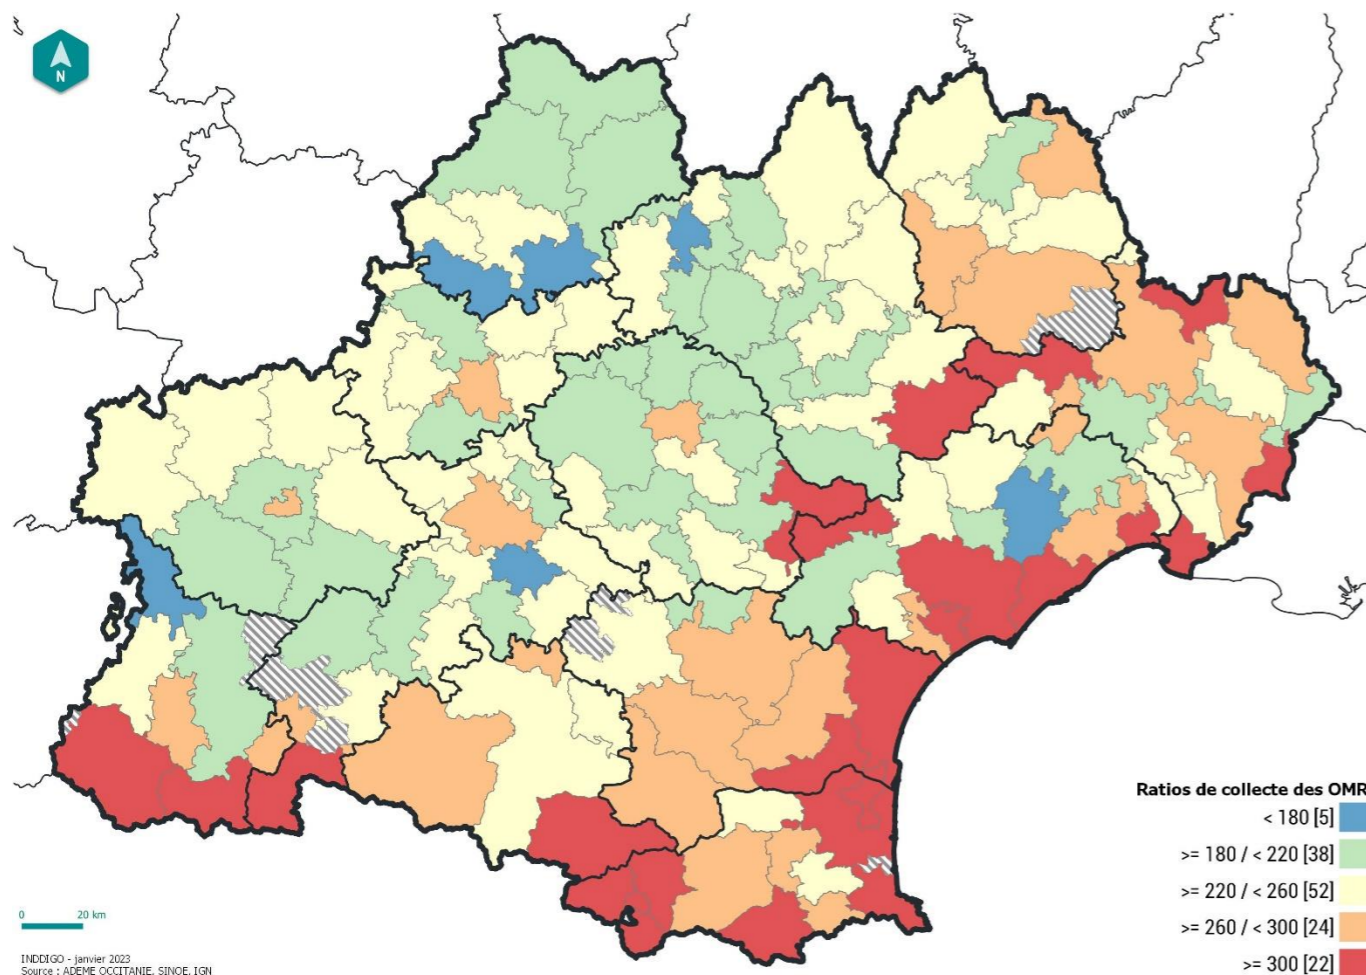 N
Ratios de collecte des OMR
< 180 [5]
>= 180 / < 220 [38]
>= 220 / < 260 [52]
>= 260 / < 300 [24]
>= 300 [22]
0 20 km
INDDIGO - janvier 2023
Source : ADEME OCCITANIE, SINOE, IGN